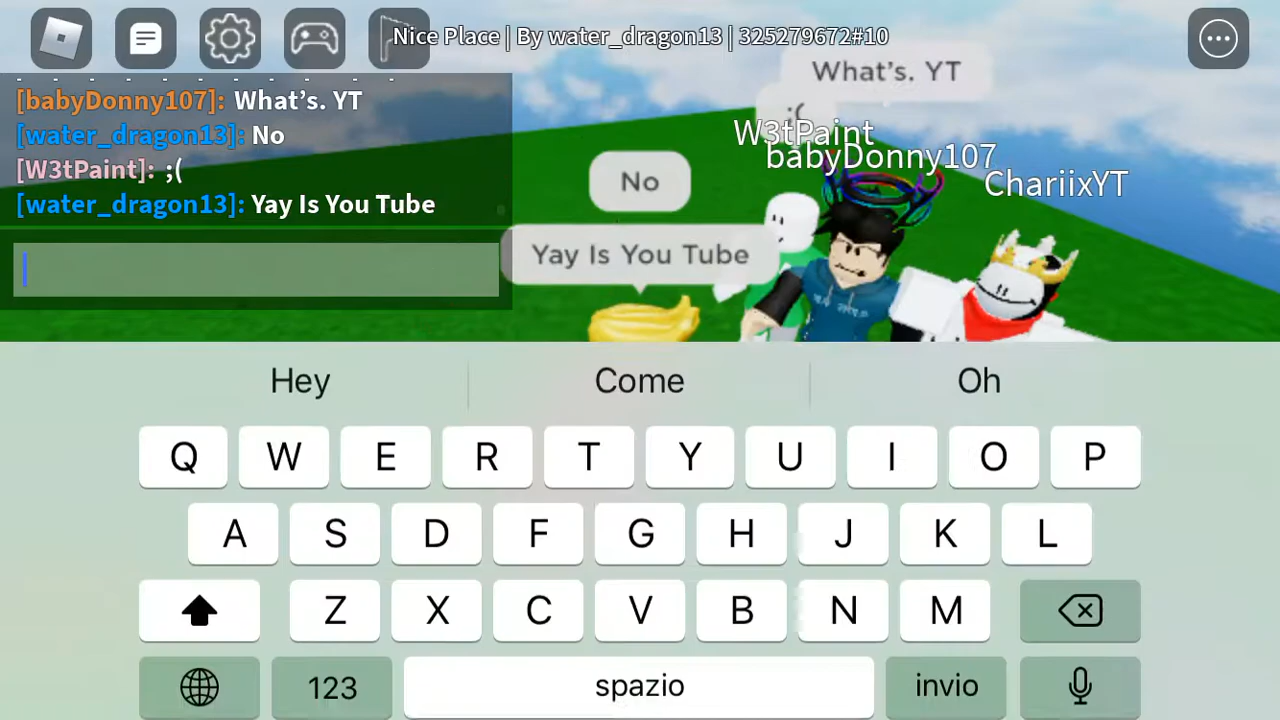 Nice Place | By water_dragon13 | 325279672#10
[babyDonny107]: What's. YT
[water_dragon13]: No
[W3tPaint]: ;(
[water_dragon13]: Yay Is You Tube
What's. YT
;(
W3tPaint
babyDonny107
ChariixYT
No
Yay Is You Tube
Hey Come Oh
Q W E R T Y U I O P
A S D F G H J K L
Z X C V B N M
123 spazio invio